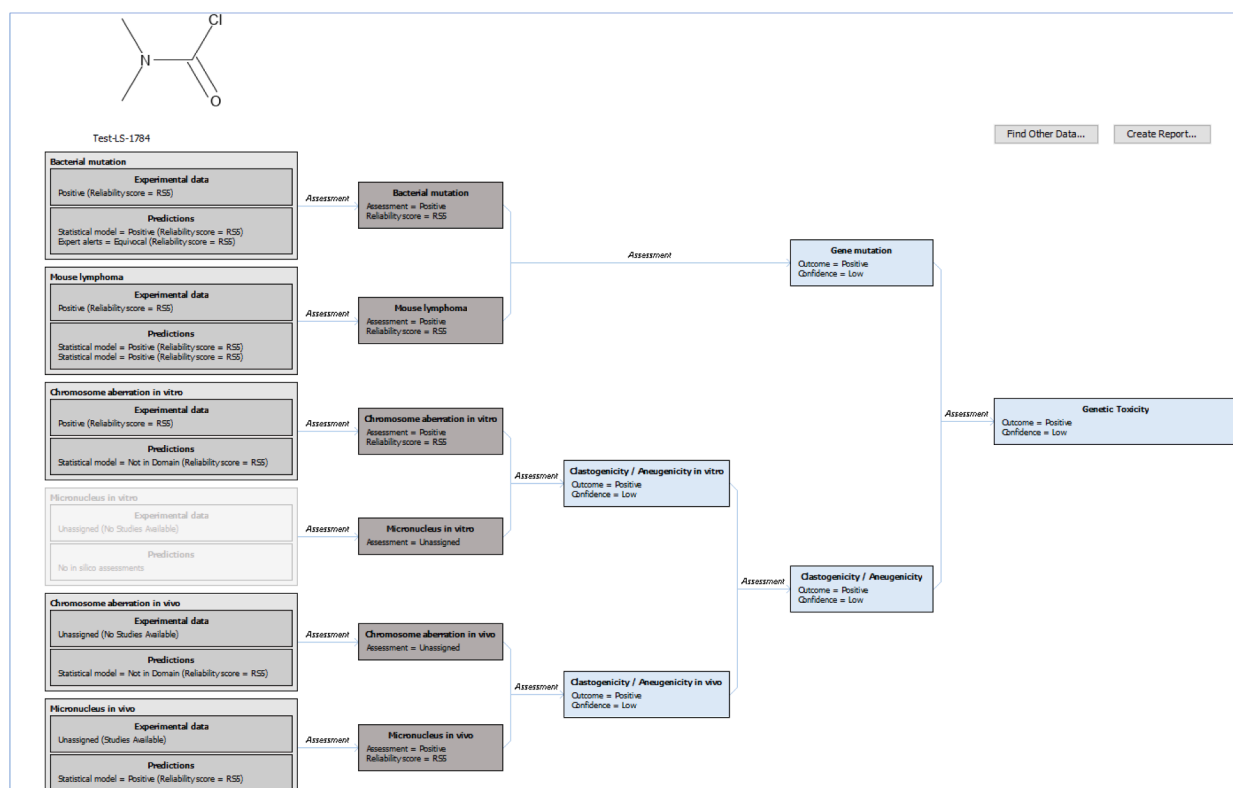 Cl
N
O
Test-LS-1784
Find Other Data...
Create Report...
Bacterial mutation
Experimental data
Positive (Reliability score = RS5)
Predictions
Statistical model = Positive (Reliability score = RS5)
Expert alerts = Equivocal (Reliability score = RS5)
Assessment
Bacterial mutation
Assessment = Positive
Reliability score = RS5
Mouse lymphoma
Experimental data
Positive (Reliability score = RS5)
Predictions
Statistical model = Positive (Reliability score = RS5)
Statistical model = Positive (Reliability score = RS5)
Assessment
Mouse lymphoma
Assessment = Positive
Reliability score = RS5
Assessment
Gene mutation
Outcome = Positive
Confidence = Low
Chromosome aberration in vitro
Experimental data
Positive (Reliability score = RS5)
Predictions
Statistical model = Not in Domain (Reliability score = RS5)
Assessment
Chromosome aberration in vitro
Assessment = Positive
Reliability score = RS5
Micronucleus in vitro
Experimental data
Unassigned (No Studies Available)
Predictions
No in silico assessments
Assessment
Micronucleus in vitro
Assessment = Unassigned
Assessment
Clastogenicity / Aneugenicity in vitro
Outcome = Positive
Confidence = Low
Chromosome aberration in vivo
Experimental data
Unassigned (No Studies Available)
Predictions
Statistical model = Not in Domain (Reliability score = RS5)
Assessment
Chromosome aberration in vivo
Assessment = Unassigned
Micronucleus in vivo
Experimental data
Unassigned (Studies Available)
Predictions
Statistical model = Positive (Reliability score = RS5)
Assessment
Micronucleus in vivo
Assessment = Positive
Reliability score = RS5
Assessment
Clastogenicity / Aneugenicity in vivo
Outcome = Positive
Confidence = Low
Assessment
Clastogenicity / Aneugenicity
Outcome = Positive
Confidence = Low
Assessment
Genetic Toxicity
Outcome = Positive
Confidence = Low